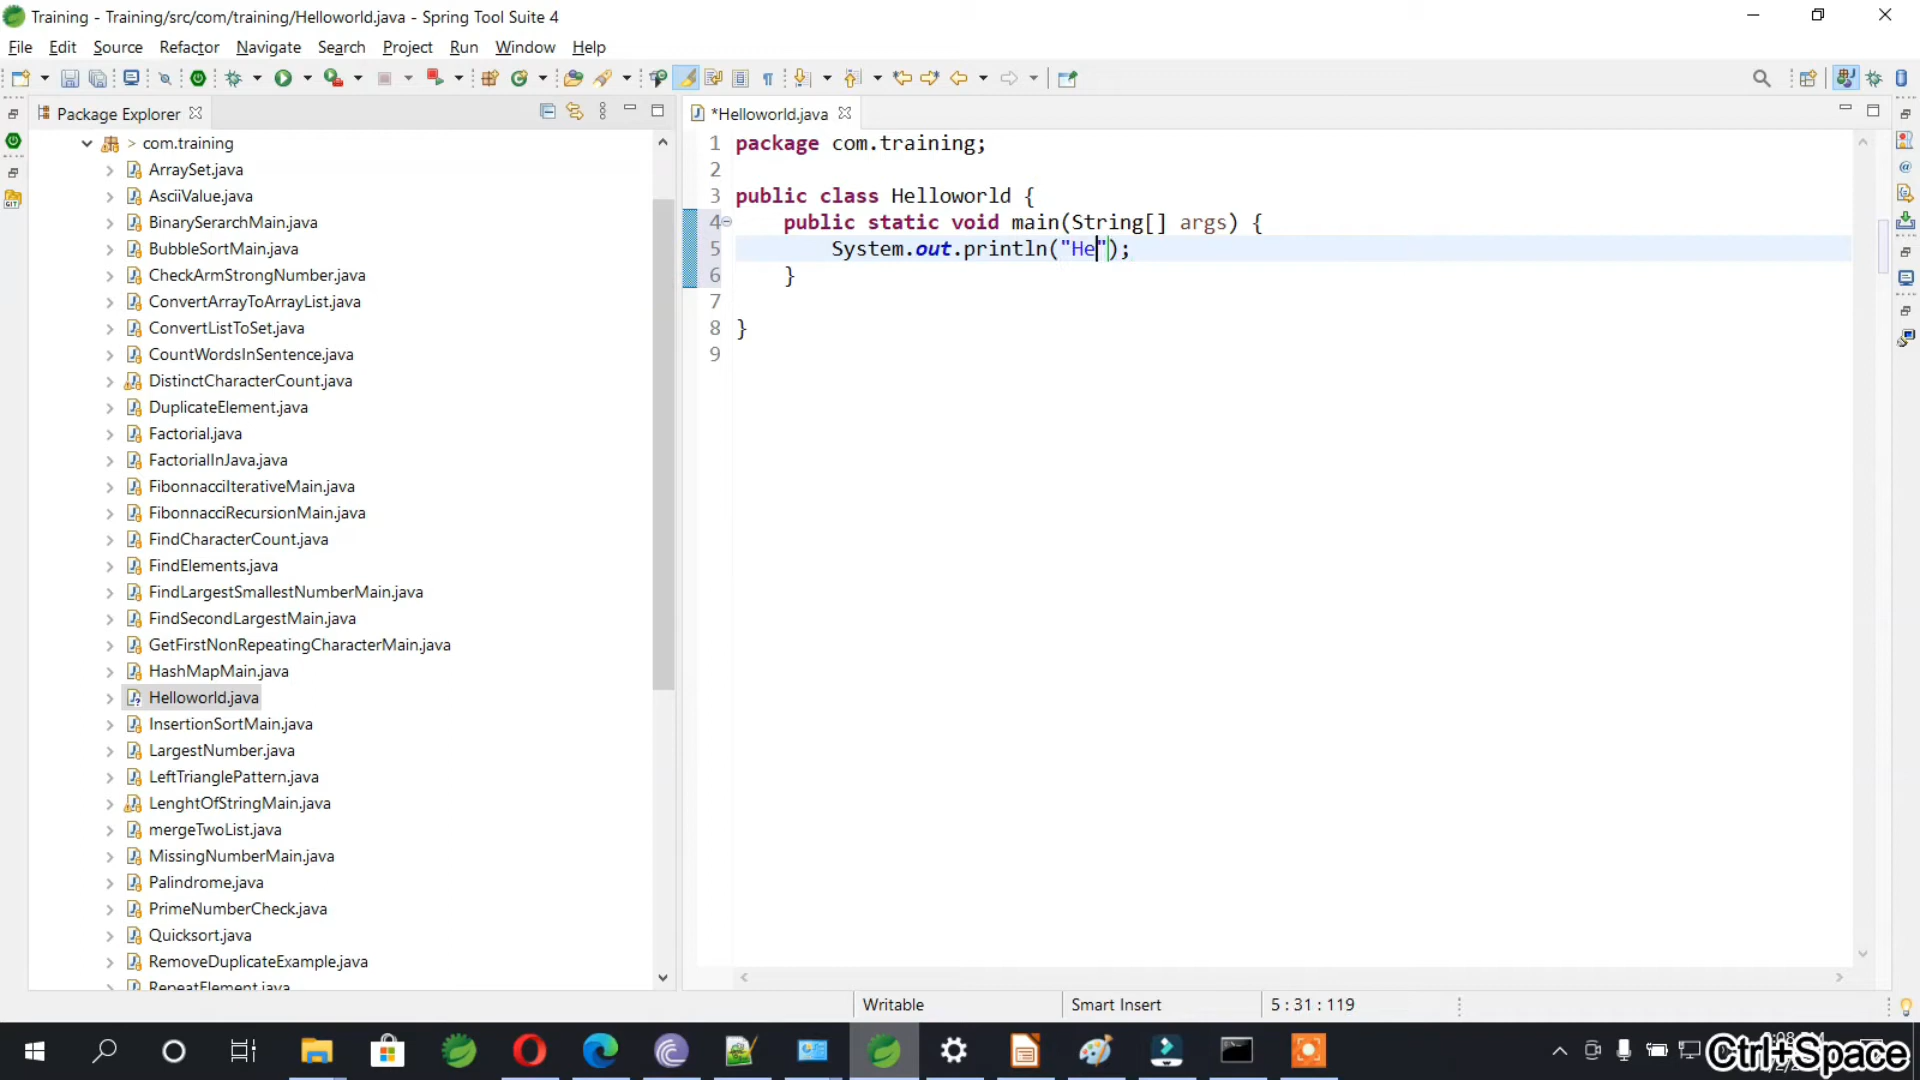 Training - Training/src/com/training/Helloworld.java - Spring Tool Suite 4
File Edit Source Refactor Navigate Search Project Run Window Help
Package Explorer
*Helloworld.java
> com.training
ArraySet.java
AsciiValue.java
BinarySerarchMain.java
BubbleSortMain.java
CheckArmStrongNumber.java
ConvertArrayToArrayList.java
ConvertListToSet.java
CountWordsInSentence.java
DistinctCharacterCount.java
DuplicateElement.java
Factorial.java
FactorialInJava.java
FibonnacciIterativeMain.java
FibonnacciRecursionMain.java
FindCharacterCount.java
FindElements.java
FindLargestSmallestNumberMain.java
FindSecondLargestMain.java
GetFirstNonRepeatingCharacterMain.java
HashMapMain.java
Helloworld.java
InsertionSortMain.java
LargestNumber.java
LeftTrianglePattern.java
LenghtOfStringMain.java
mergeTwoList.java
MissingNumberMain.java
Palindrome.java
PrimeNumberCheck.java
Quicksort.java
RemoveDuplicateExample.java
RepeatElement.java
1 package com.training;
2
3 public class Helloworld {
4 public static void main(String[] args) {
5 System.out.println("He");
6 }
7
8 }
9
Writable Smart Insert 5 : 31 : 119
Ctrl+Space